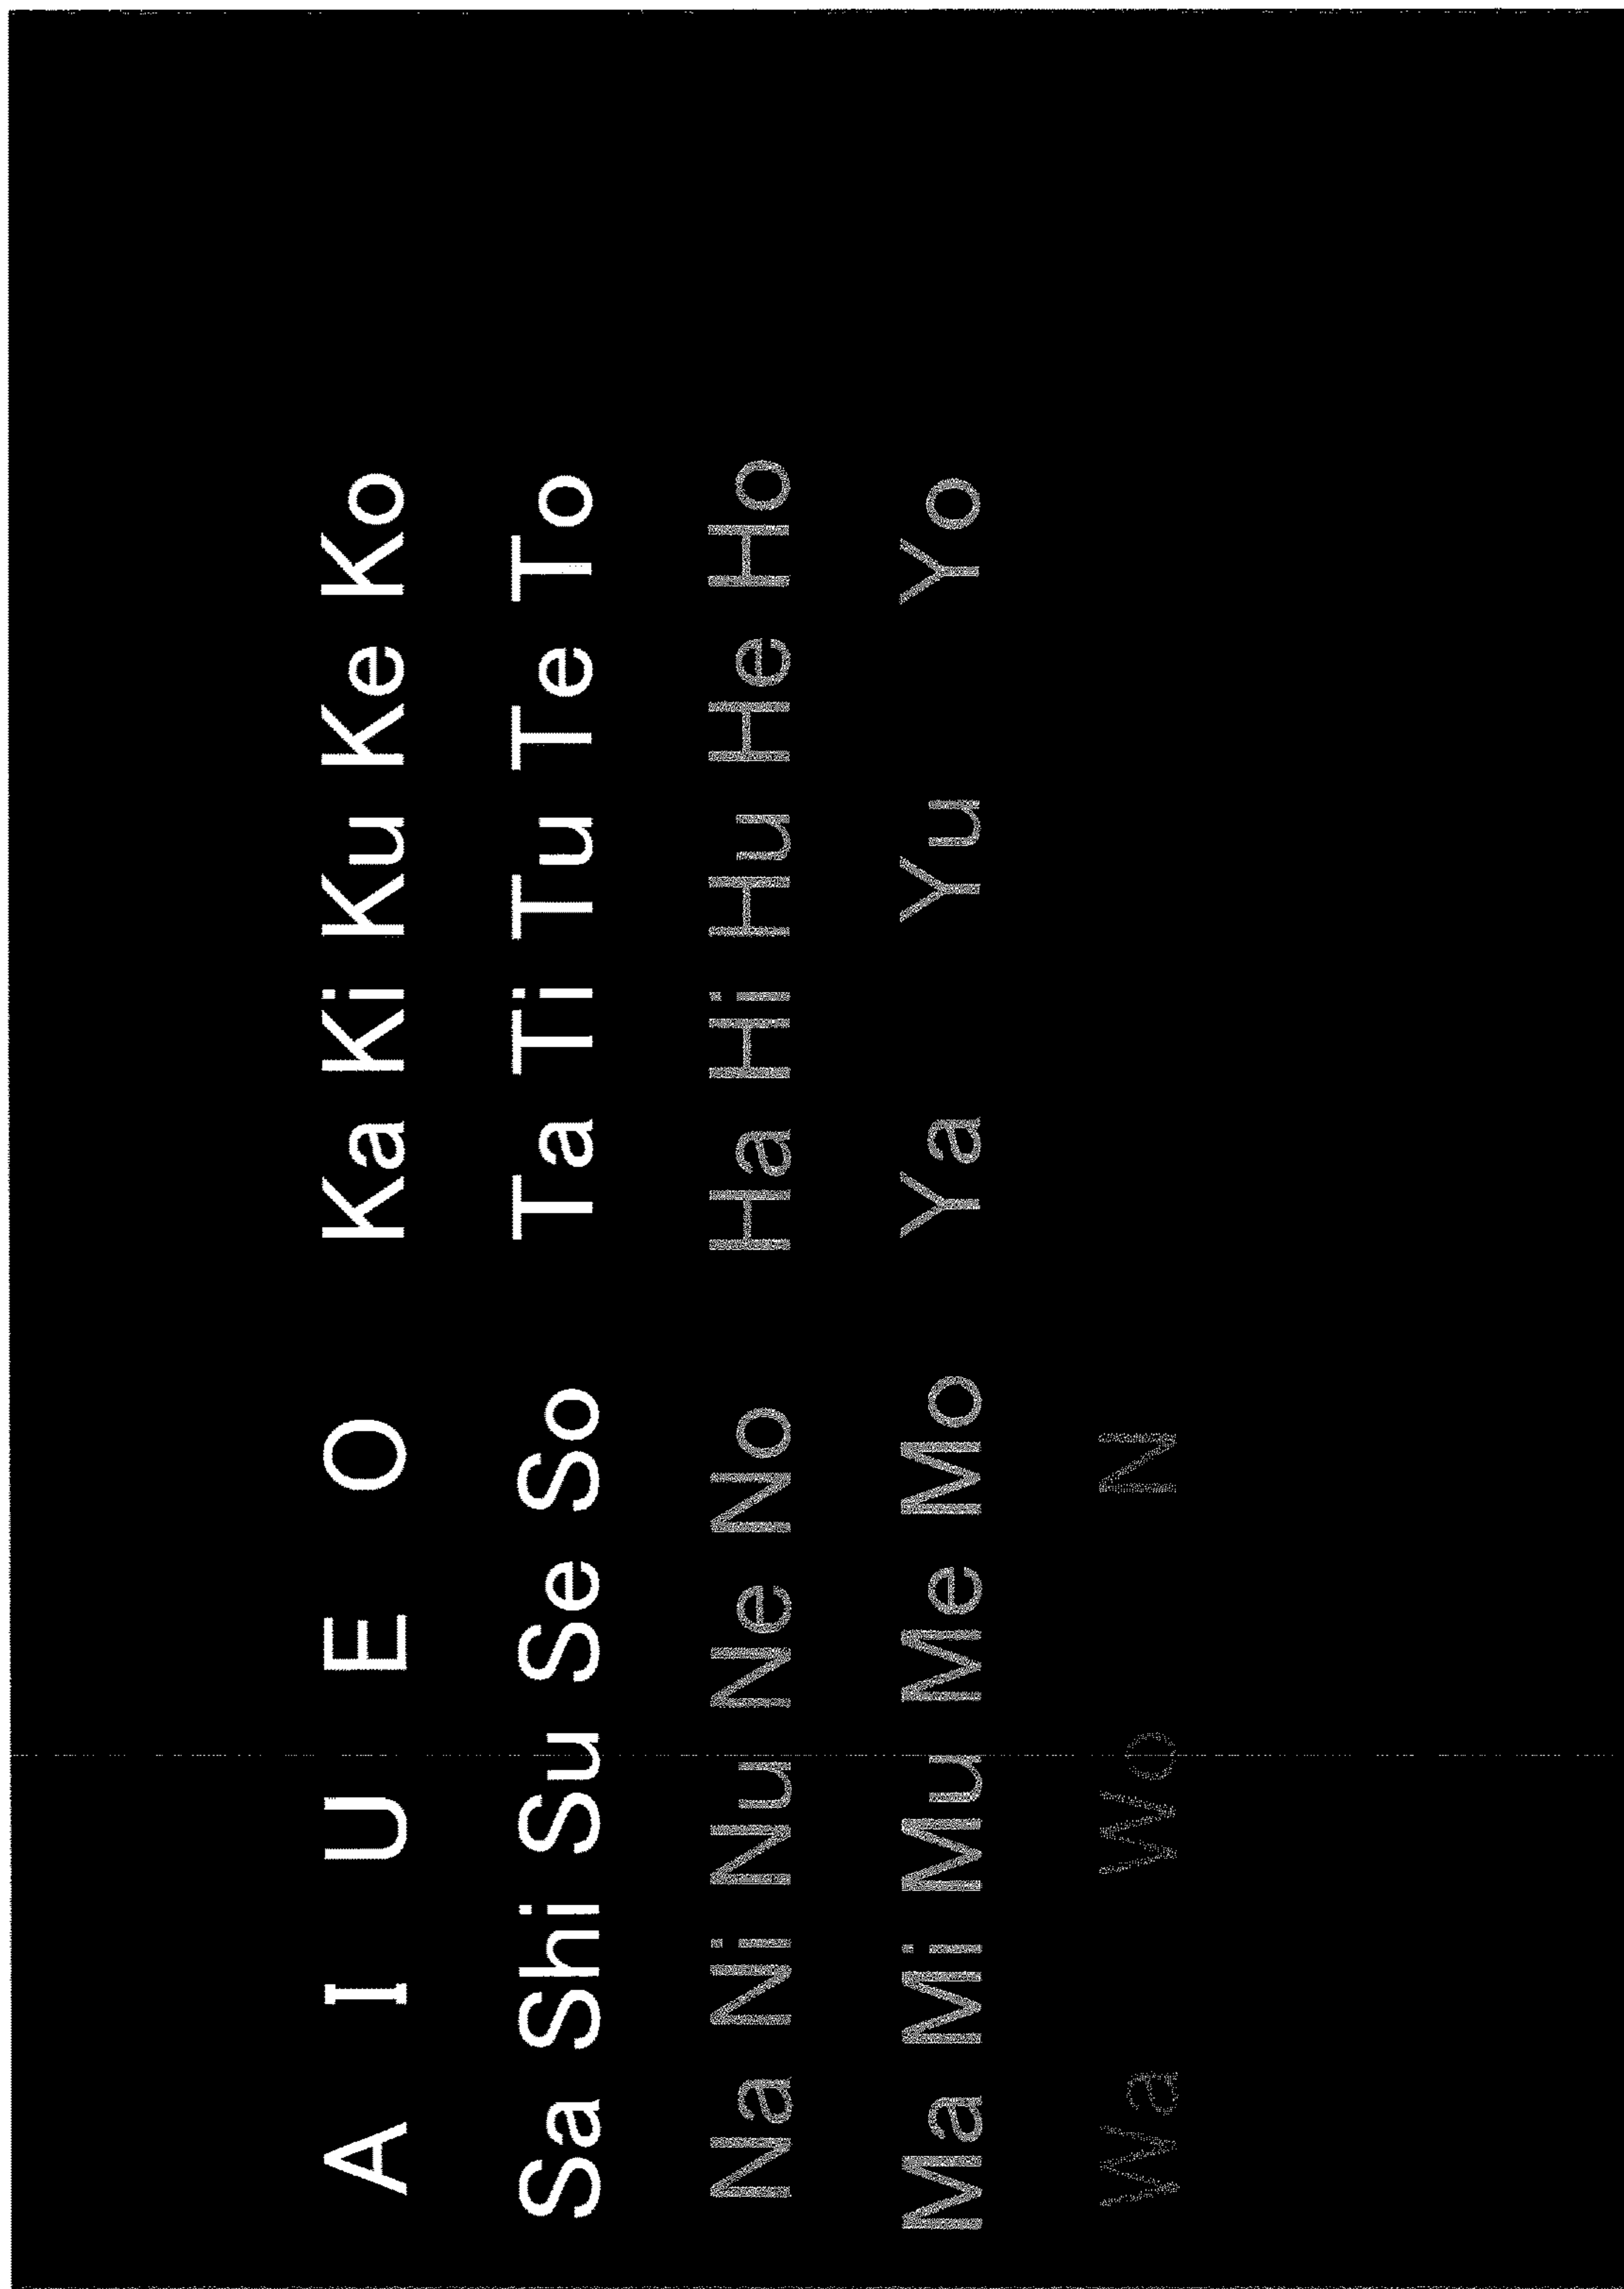 A I U E O Ka Ki Ku Ke Ko
Sa Shi Su Se So Ta Ti Tu Te To
Na Ni Nu Ne No Ha Hi Hu He Ho
Ma Mi Mu Me Mo Ya Yu Yo
Wa Wo N